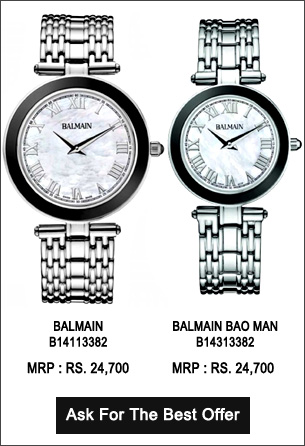 BALMAIN
BALMAIN
BALMAIN
B14113382
MRP : RS. 24,700
BALMAIN BAO MAN
B14313382
MRP : RS. 24,700
Ask For The Best Offer